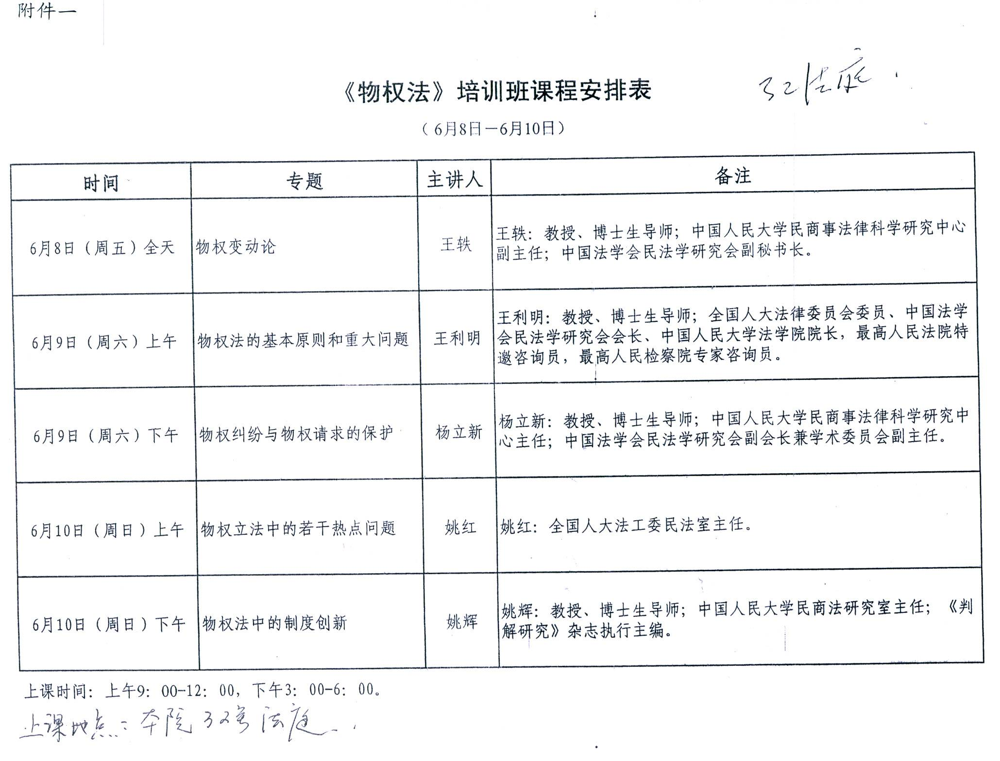 附件一
32法庭
《物权法》培训班课程安排表
（6月8日－6月10日）
时间 专题 主讲人 备注
6月8日（周五）全天 物权变动论 王轶 王轶：教授、博士生导师；中国人民大学民商事法律科学研究中心
副主任；中国法学会民法学研究会副秘书长。
6月9日（周六）上午 物权法的基本原则和重大问题 王利明 王利明：教授、博士生导师；全国人大法律委员会委员、中国法学
会民法学研究会会长、中国人民大学法学院院长，最高人民法院特
邀咨询员，最高人民检察院专家咨询员。
6月9日（周六）下午 物权纠纷与物权请求的保护 杨立新 杨立新：教授、博士生导师；中国人民大学民商事法律科学研究中
心主任；中国法学会民法学研究会副会长兼学术委员会副主任。
6月10日（周日）上午 物权立法中的若干热点问题 姚红 姚红：全国人大法工委民法室主任。
6月10日（周日）下午 物权法中的制度创新 姚辉 姚辉：教授、博士生导师；中国人民大学民商法研究室主任；《判
解研究》杂志执行主编。
上课时间：上午9：00-12：00，下午3：00-6：00。
上课地点：本院32号法庭